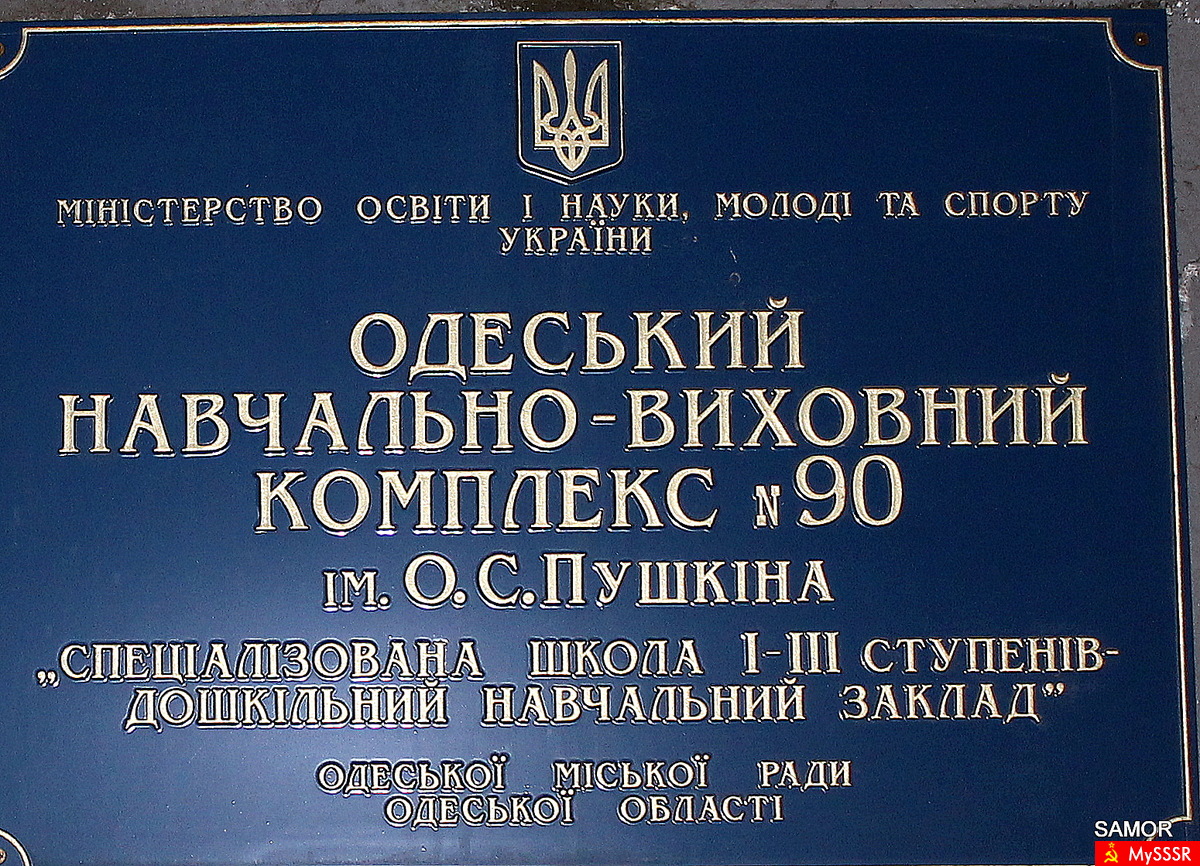 МІНІСТЕРСТВО ОСВІТИ І НАУКИ, МОЛОДІ ТА СПОРТУ
УКРАЇНИ
ОДЕСЬКИЙ
НАВЧАЛЬНО-ВИХОВНИЙ
КОМПЛЕКС N 90
ІМ. О.С.ПУШКІНА
„СПЕЦІАЛІЗОВАНА ШКОЛА І-ІІІ СТУПЕНІВ-
ДОШКІЛЬНИЙ НАВЧАЛЬНИЙ ЗАКЛАД”
ОДЕСЬКОЇ МІСЬКОЇ РАДИ
ОДЕСЬКОЇ ОБЛАСТІ
SAMOR
MySSSR